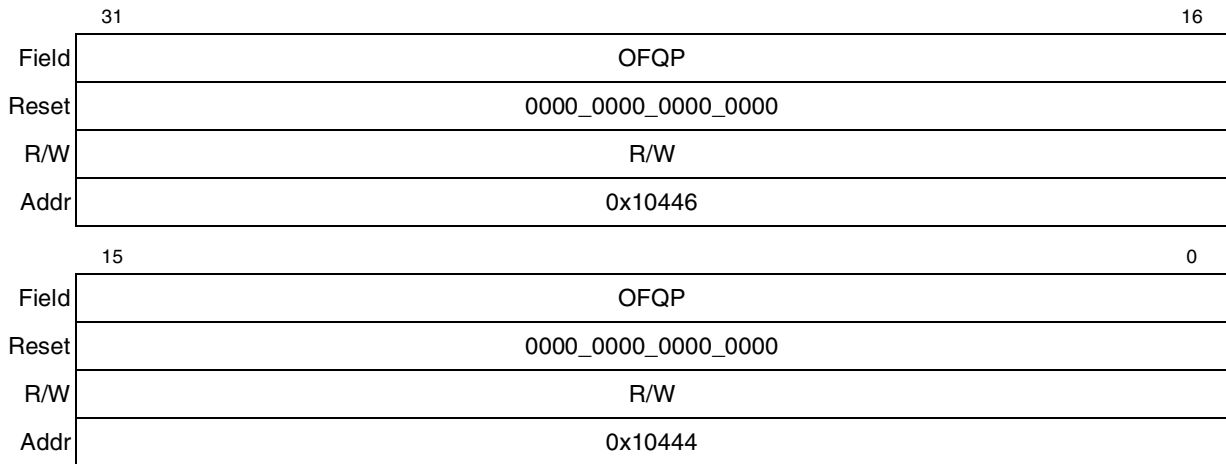 31 16
Field OFQP
Reset 0000_0000_0000_0000
R/W R/W
Addr 0x10446
15 0
Field OFQP
Reset 0000_0000_0000_0000
R/W R/W
Addr 0x10444